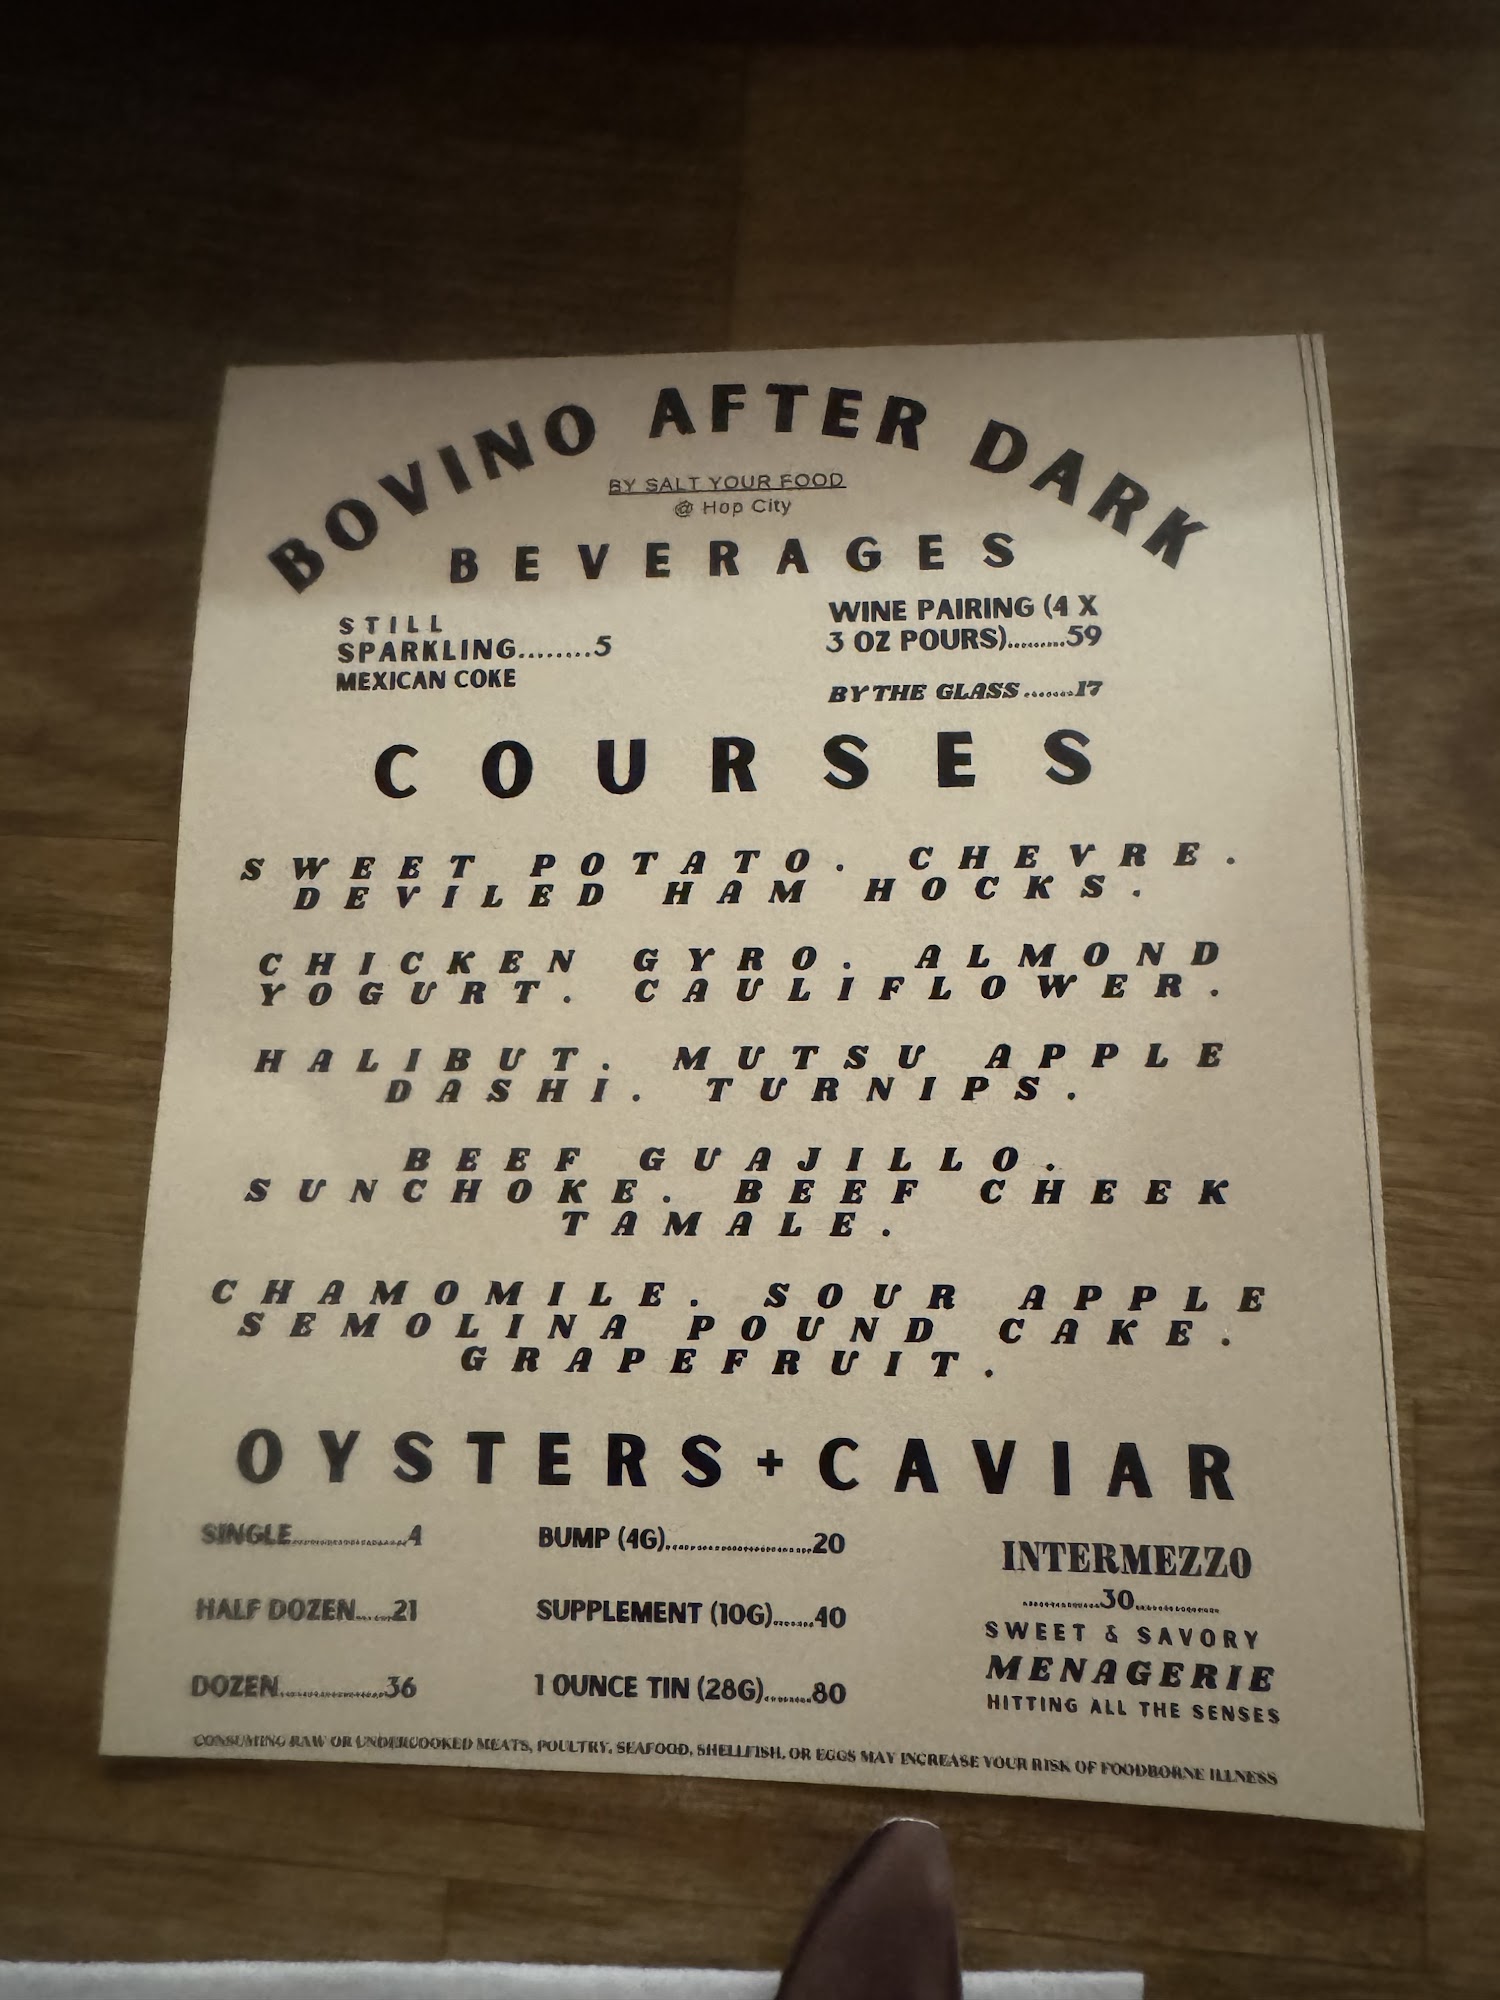 BOVINO AFTER DARK
BY SALT YOUR FOOD
@ Hop City
BEVERAGES
STILL
SPARKLING........5
MEXICAN COKE
WINE PAIRING (4 X
3 OZ POURS).........59
BY THE GLASS.......17
COURSES
SWEET POTATO. CHEVRE.
DEVILED HAM HOCKS.
CHICKEN GYRO. ALMOND
YOGURT. CAULIFLOWER.
HALIBUT. MUTSU APPLE
DASHI. TURNIPS.
BEEF GUAJILLO.
SUNCHOKE. BEEF CHEEK
TAMALE.
CHAMOMILE. SOUR APPLE
SEMOLINA POUND CAKE.
GRAPEFRUIT.
OYSTERS+CAVIAR
SINGLE......................4
HALF DOZEN......21
DOZEN....................36
BUMP (4G)............................20
SUPPLEMENT (10G).......40
1 OUNCE TIN (28G).........80
INTERMEZZO
..............30...............
SWEET & SAVORY
MENAGERIE
HITTING ALL THE SENSES
CONSUMING RAW OR UNDERCOOKED MEATS, POULTRY, SEAFOOD, SHELLFISH, OR EGGS MAY INCREASE YOUR RISK OF FOODBORNE ILLNESS